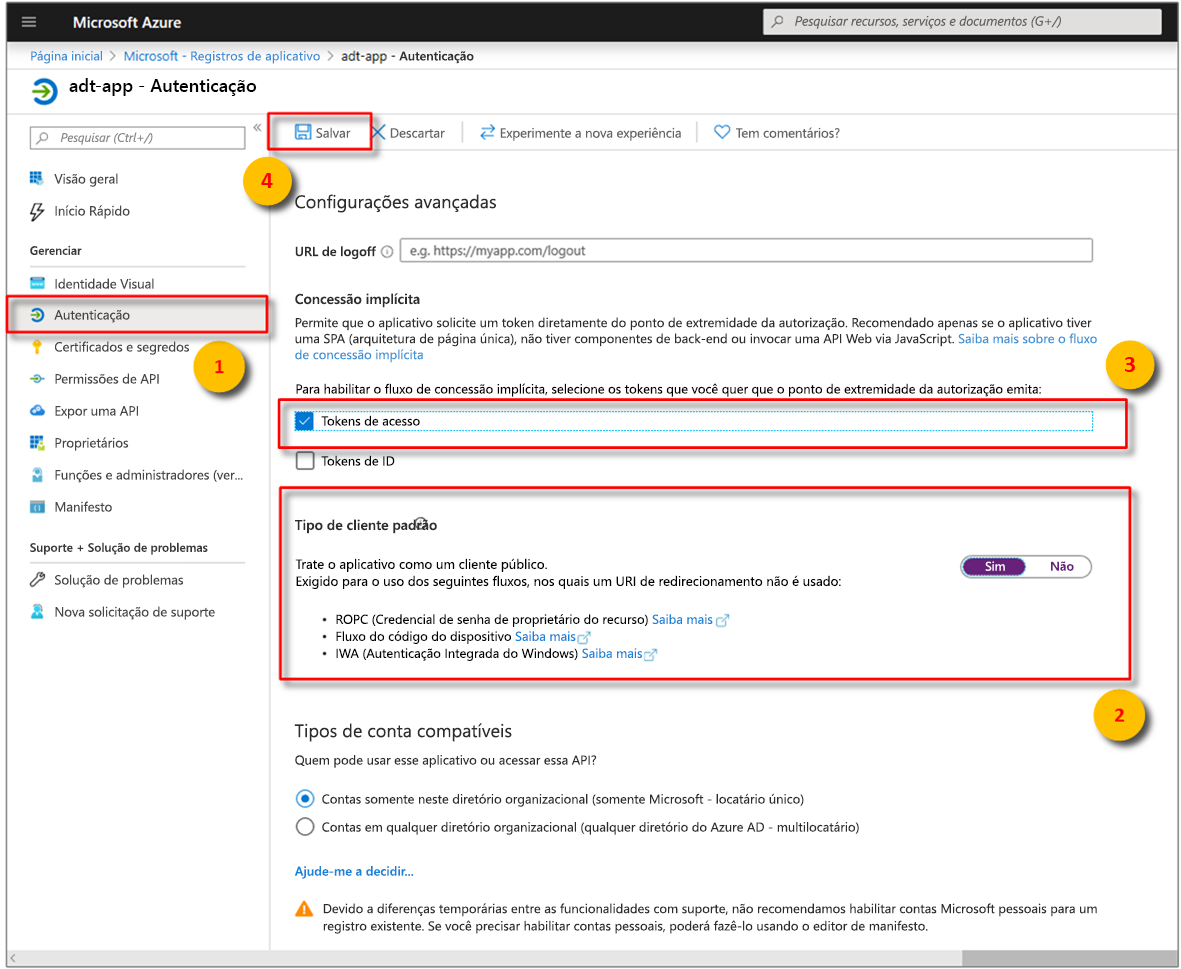 Microsoft Azure
Pesquisar recursos, serviços e documentos (G+/)
Página inicial > Microsoft - Registros de aplicativo > adt-app - Autenticação
adt-app - Autenticação
Pesquisar (Ctrl+/)
«
Salvar
Descartar
Experimente a nova experiência
Tem comentários?
4
Visão geral
Início Rápido
Gerenciar
Identidade Visual
Autenticação
Certificados e segredos
1
Permissões de API
Expor uma API
Proprietários
Funções e administradores (ver...
Manifesto
Suporte + Solução de problemas
Solução de problemas
Nova solicitação de suporte
Configurações avançadas
URL de logoff
e.g. https://myapp.com/logout
Concessão implícita
Permite que o aplicativo solicite um token diretamente do ponto de extremidade da autorização. Recomendado apenas se o aplicativo tiver
uma SPA (arquitetura de página única), não tiver componentes de back-end ou invocar uma API Web via JavaScript. Saiba mais sobre o fluxo
de concessão implícita
3
Para habilitar o fluxo de concessão implícita, selecione os tokens que você quer que o ponto de extremidade da autorização emita:
Tokens de acesso
Tokens de ID
Tipo de cliente padrão
Trate o aplicativo como um cliente público.
Sim
Não
Exigido para o uso dos seguintes fluxos, nos quais um URI de redirecionamento não é usado:
• ROPC (Credencial de senha de proprietário do recurso) Saiba mais
• Fluxo do código do dispositivo Saiba mais
• IWA (Autenticação Integrada do Windows) Saiba mais
2
Tipos de conta compatíveis
Quem pode usar esse aplicativo ou acessar essa API?
Contas somente neste diretório organizacional (somente Microsoft - locatário único)
Contas em qualquer diretório organizacional (qualquer diretório do Azure AD - multilocatário)
Ajude-me a decidir...
Devido a diferenças temporárias entre as funcionalidades com suporte, não recomendamos habilitar contas Microsoft pessoais para um
registro existente. Se você precisar habilitar contas pessoais, poderá fazê-lo usando o editor de manifesto.